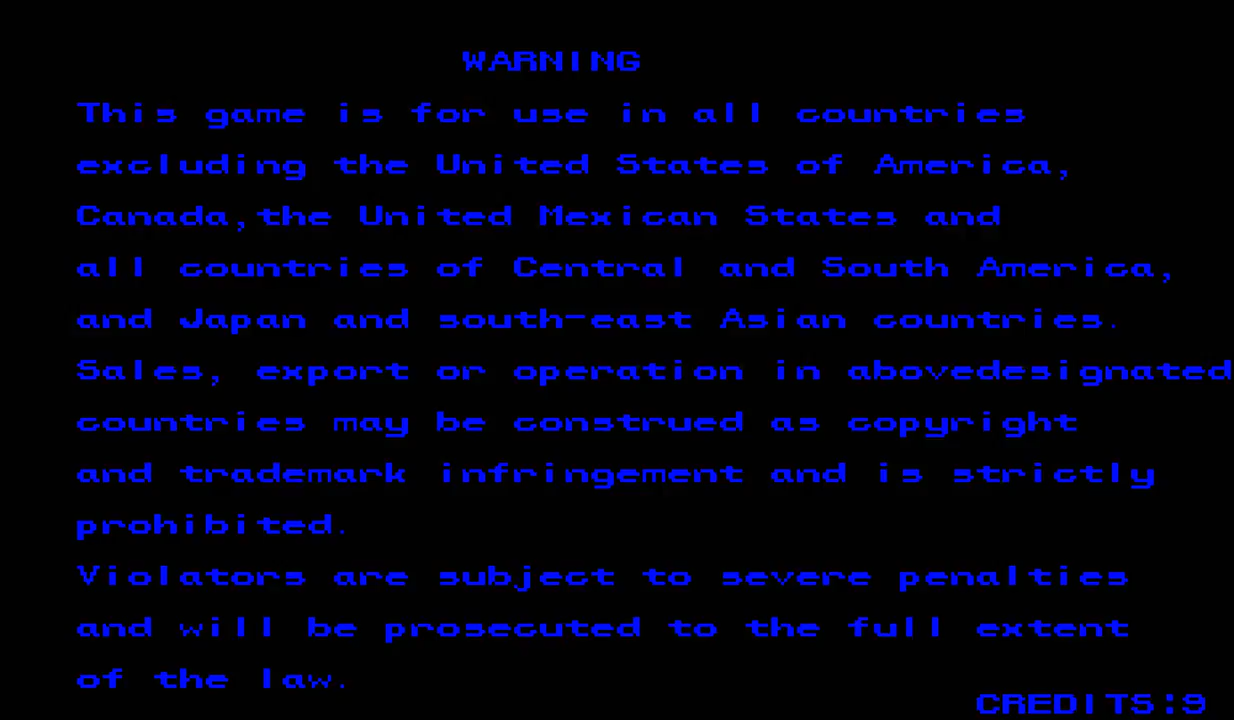 WARNING
This game is for use in all countries
excluding the United States of America,
Canada,the United Mexican States and
all countries of Central and South America,
and Japan and south-east Asian countries.
Sales, export or operation in abovedesignated
countries may be construed as copyright
and trademark infringement and is strictly
prohibited.
Violators are subject to severe penalties
and will be prosecuted to the full extent
of the law.
CREDITS:9